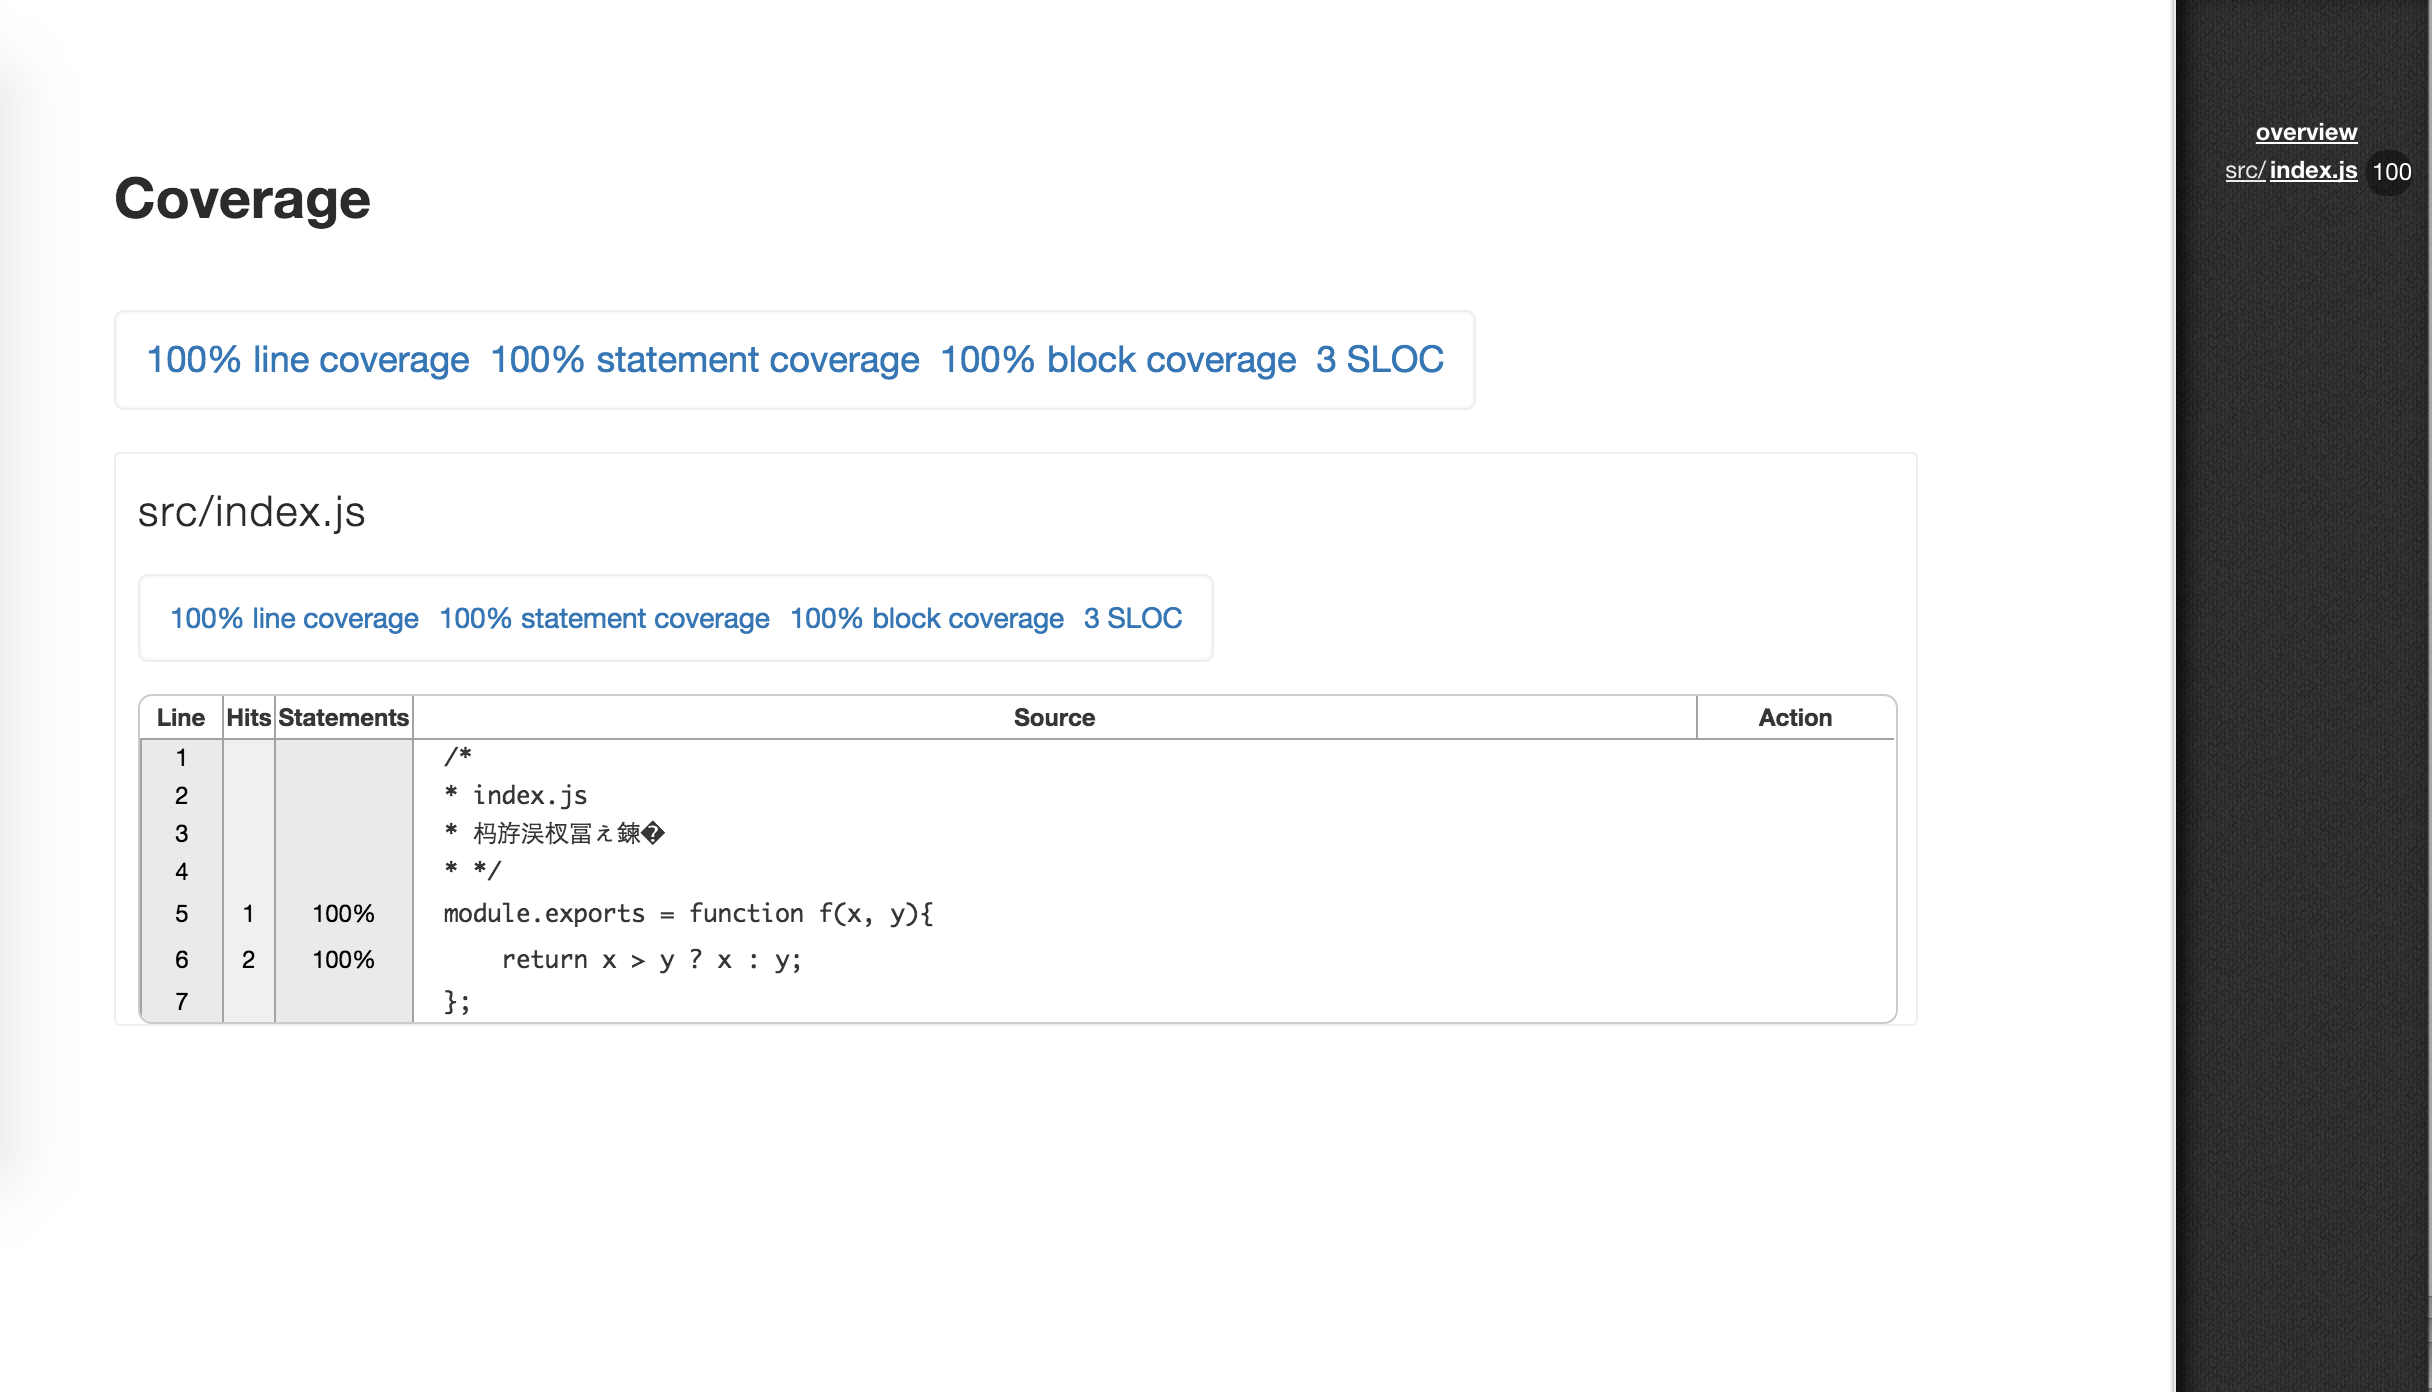 overview
src/index.js 100
Coverage
100% line coverage 100% statement coverage 100% block coverage 3 SLOC
src/index.js
100% line coverage 100% statement coverage 100% block coverage 3 SLOC
Line Hits Statements Source Action
1 /*
2 * index.js
3 * 杩斿洖杈冨ぇ鍊�
4 * */
5 1 100% module.exports = function f(x, y){
6 2 100% return x > y ? x : y;
7 };